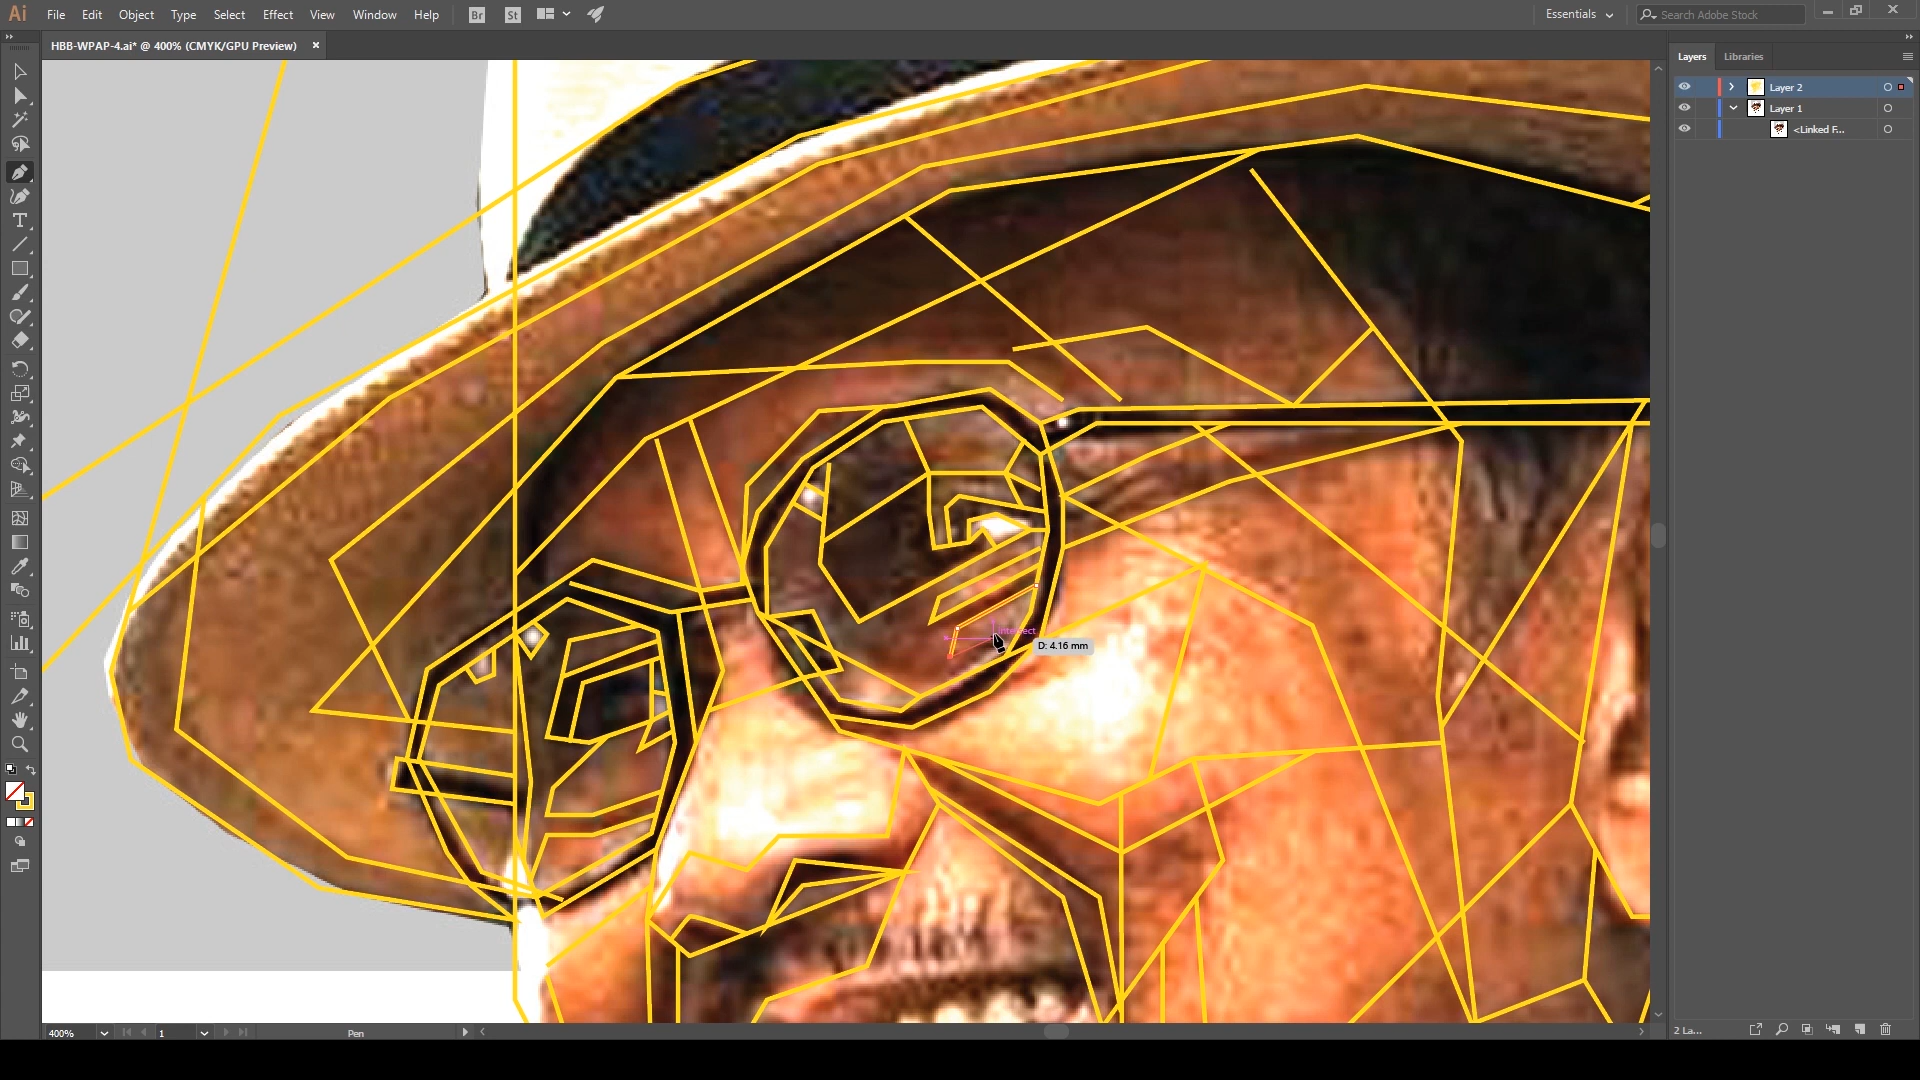 Ai File Edit Object Type Select Effect View Window Help Br St Essentials Search Adobe Stock
HBB-WPAP-4.ai* @ 400% (CMYK/GPU Preview) ×
Layers Libraries
Layer 2
Layer 1
<Linked F...
intersect
D: 4.16 mm
400% 1 Pen
2 La...